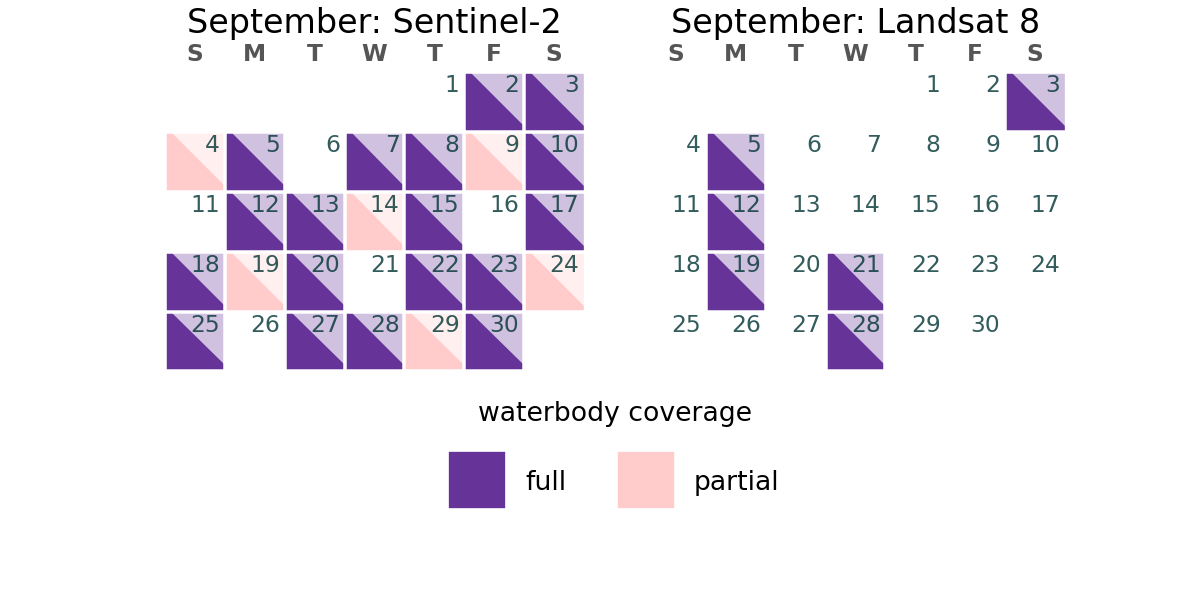 September: Sentinel-2
S M T W T F S
1 2 3
4 5 6 7 8 9 10
11 12 13 14 15 16 17
18 19 20 21 22 23 24
25 26 27 28 29 30
September: Landsat 8
S M T W T F S
1 2 3
4 5 6 7 8 9 10
11 12 13 14 15 16 17
18 19 20 21 22 23 24
25 26 27 28 29 30
waterbody coverage
full
partial